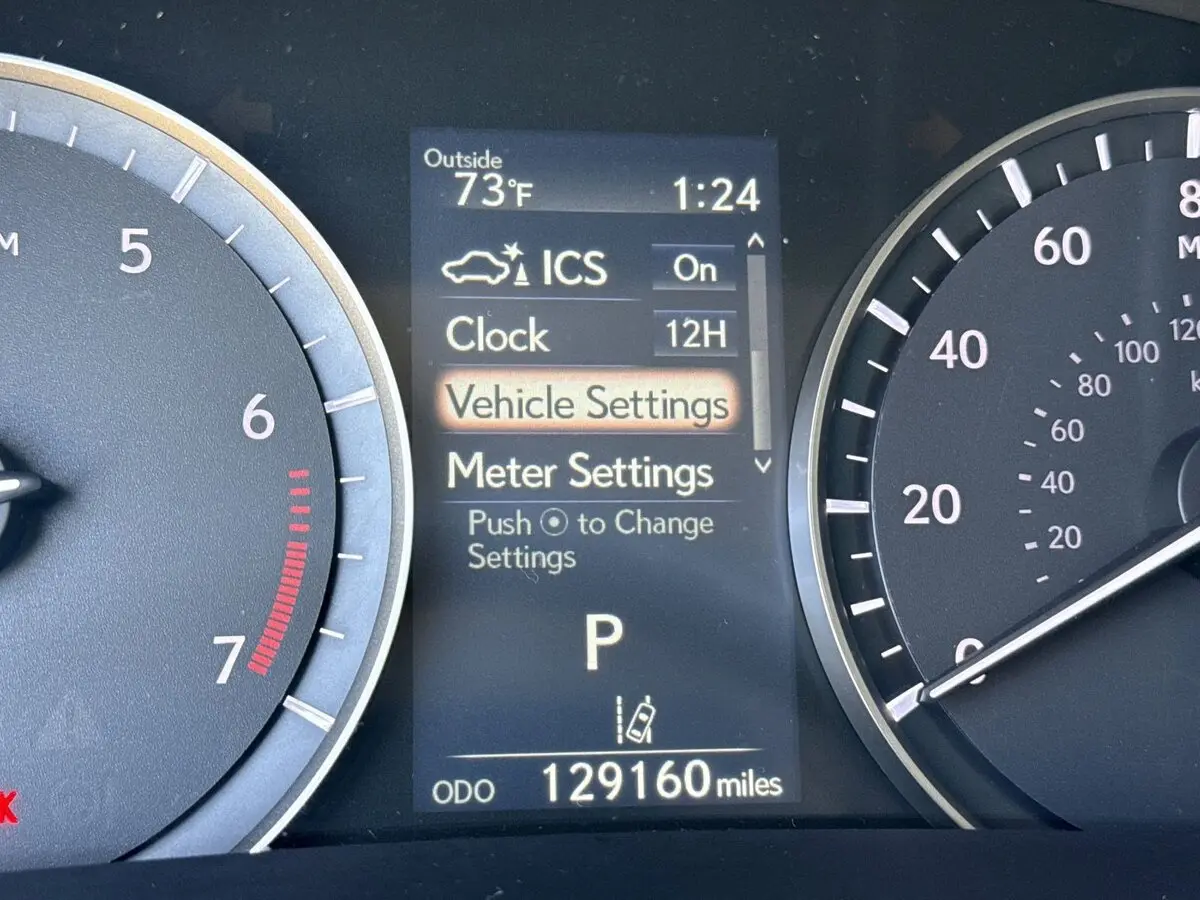 Outside
73°F 1:24
ICS On
Clock 12H
Vehicle Settings
Meter Settings
Push to Change
Settings
P
ODO 129160 miles
5
6
7
0
20
40
60
20
40
60
80
100